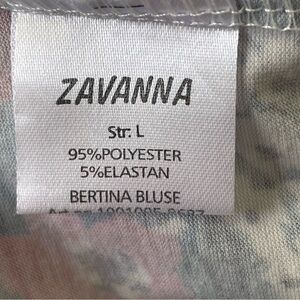 ZAVANNA
Str. L
95%POLYESTER
5%ELASTAN
BERTINA BLUSE